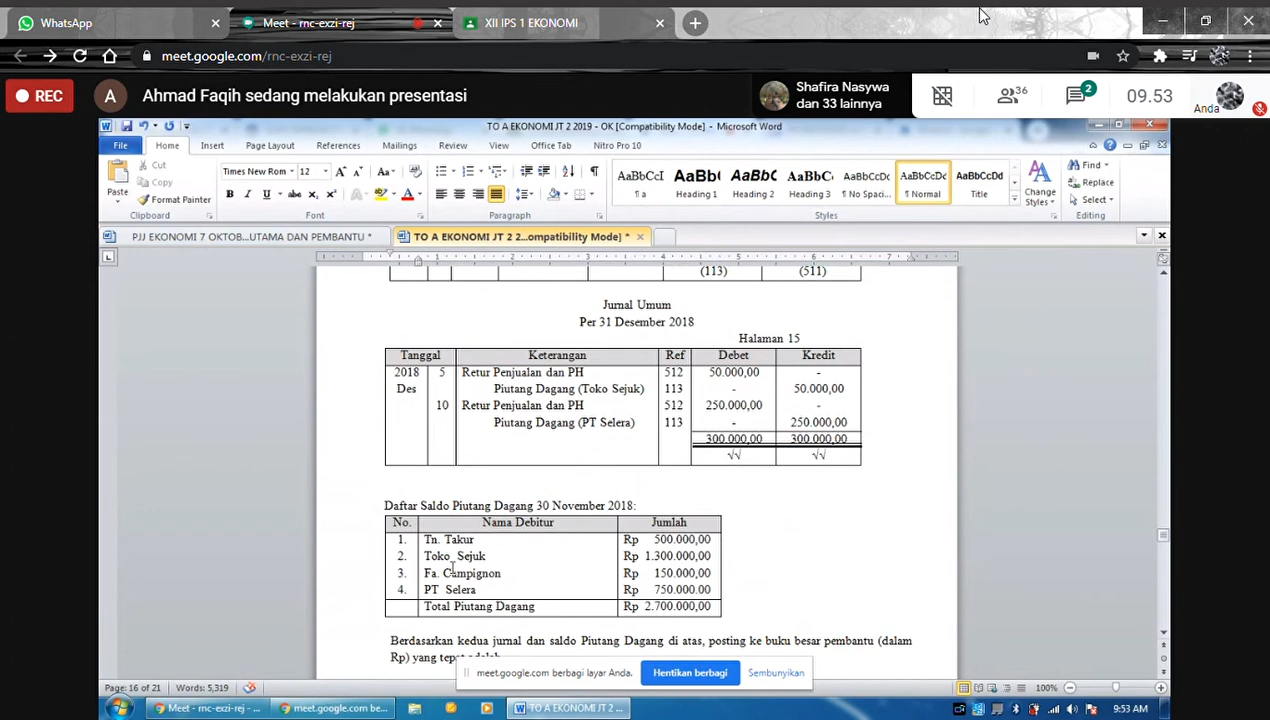 WhatsApp
Meet - rnc-exzi-rej
XII IPS 1 EKONOMI
meet.google.com/rnc-exzi-rej
REC
A
Ahmad Faqih sedang melakukan presentasi
Shafira Nasywa
dan 33 lainnya
36
2
09.53
Anda
TO A EKONOMI JT 2 2019 - OK [Compatibility Mode] - Microsoft Word
File Home Insert Page Layout References Mailings Review View Office Tab Nitro Pro 10
Paste
Cut
Copy
Format Painter
Clipboard
Times New Rom 12
Font
Paragraph
AaBbC AaBb( AaBbC AaBbC AaBbCc AaBbCcDc AaBbCcDc
¶ a Heading 1 Heading 2 Heading 3 ¶ No Spaci... ¶ Normal Title
Change
Styles
Styles
Find
Replace
Select
Editing
PJJ EKONOMI 7 OKTOB...UTAMA DAN PEMBANTU *
TO A EKONOMI JT 2 2...ompatibility Mode] *
1 2 3 4 5 6 7
(113) (511)
Jurnal Umum
Per 31 Desember 2018
Halaman 15
Tanggal Keterangan Ref Debet Kredit
2018 5 Retur Penjualan dan PH 512 50.000,00 -
Des Piutang Dagang (Toko Sejuk) 113 - 50.000,00
10 Retur Penjualan dan PH 512 250.000,00 -
Piutang Dagang (PT Selera) 113 - 250.000,00
300.000,00 300.000,00
√√ √√
Daftar Saldo Piutang Dagang 30 November 2018:
No. Nama Debitur Jumlah
1. Tn. Takur Rp 500.000,00
2. Toko Sejuk Rp 1.300.000,00
3. Fa. Campignon Rp 150.000,00
4. PT Selera Rp 750.000.00
Total Piutang Dagang Rp 2.700.000,00
Berdasarkan kedua jurnal dan saldo Piutang Dagang di atas, posting ke buku besar pembantu (dalam
Rp) yang tepat adalah
meet.google.com berbagi layar Anda.
Hentikan berbagi
Sembunyikan
Page: 16 of 21 Words: 5,319
100%
Meet - rnc-exzi-rej - ...
meet.google.com be...
TO A EKONOMI JT 2 ...
9:53 AM